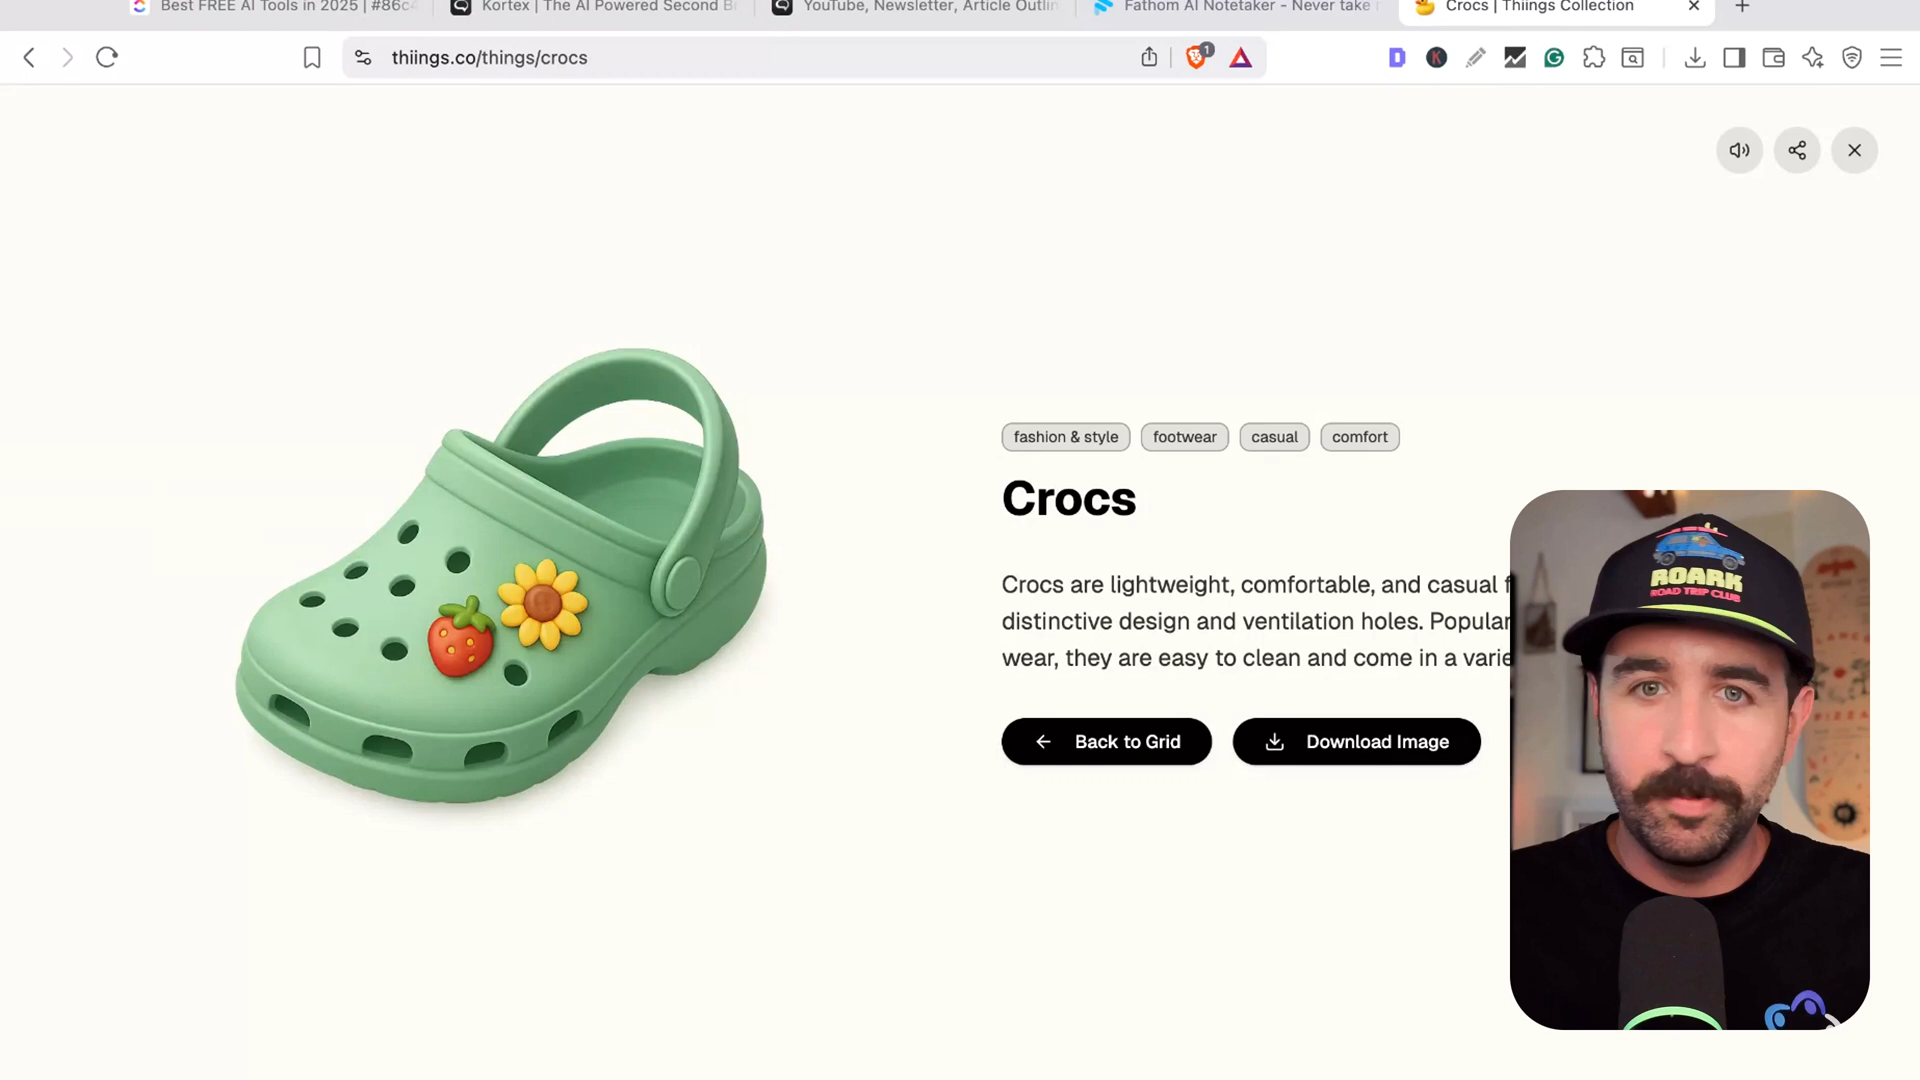 Best FREE AI Tools in 2025 | #86c4
Kortex | The AI Powered Second Br
YouTube, Newsletter, Article Outlin
Fathom AI Notetaker - Never take
Crocs | Thiings Collection
thiings.co/things/crocs
1
D
K
G
fashion & style
footwear
casual
comfort
Crocs
Crocs are lightweight, comfortable, and casual f
distinctive design and ventilation holes. Popular
wear, they are easy to clean and come in a varie
Back to Grid
Download Image
ROARK
ROAD TRIP CLUB